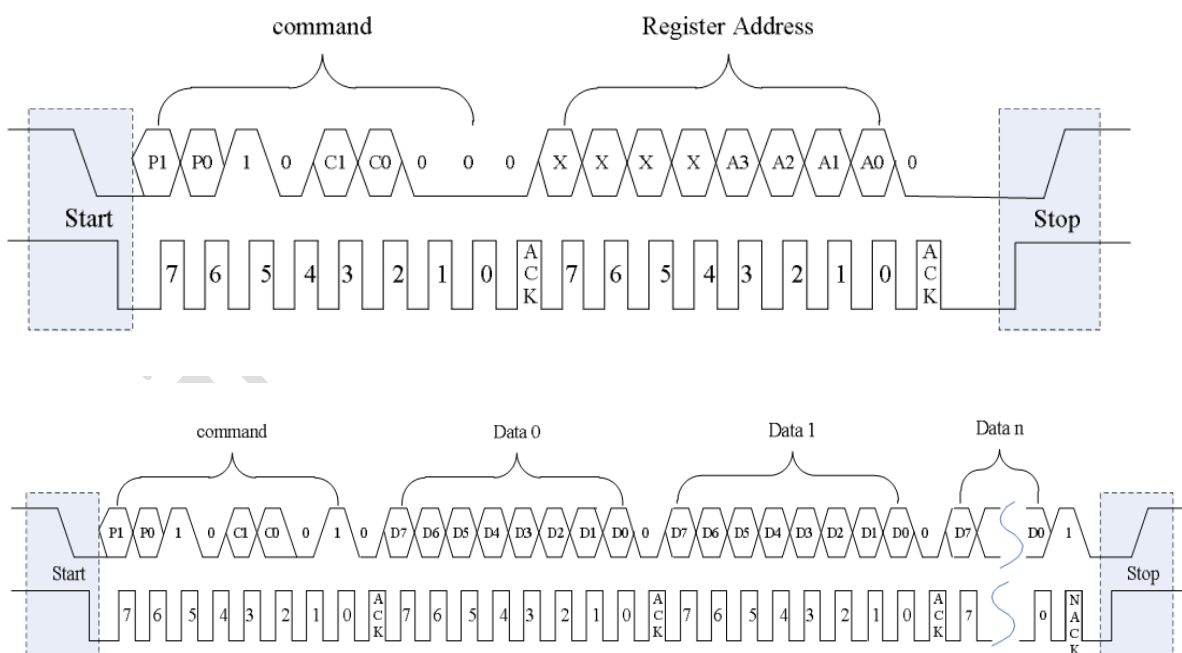 command Register Address
P1 P0 1 0 C1 C0 0 0 0 X X X X A3 A2 A1 A0 0
Start Stop
7 6 5 4 3 2 1 0 ACK 7 6 5 4 3 2 1 0 ACK
command Data 0 Data 1 Data n
P1 P0 1 0 C1 C0 0 1 0 D7 D6 D5 D4 D3 D2 D1 D0 0 D7 D6 D5 D4 D3 D2 D1 D0 0 D7 D0 1
Start Stop
7 6 5 4 3 2 1 0 ACK 7 6 5 4 3 2 1 0 ACK 7 6 5 4 3 2 1 0 ACK 7 0 NACK